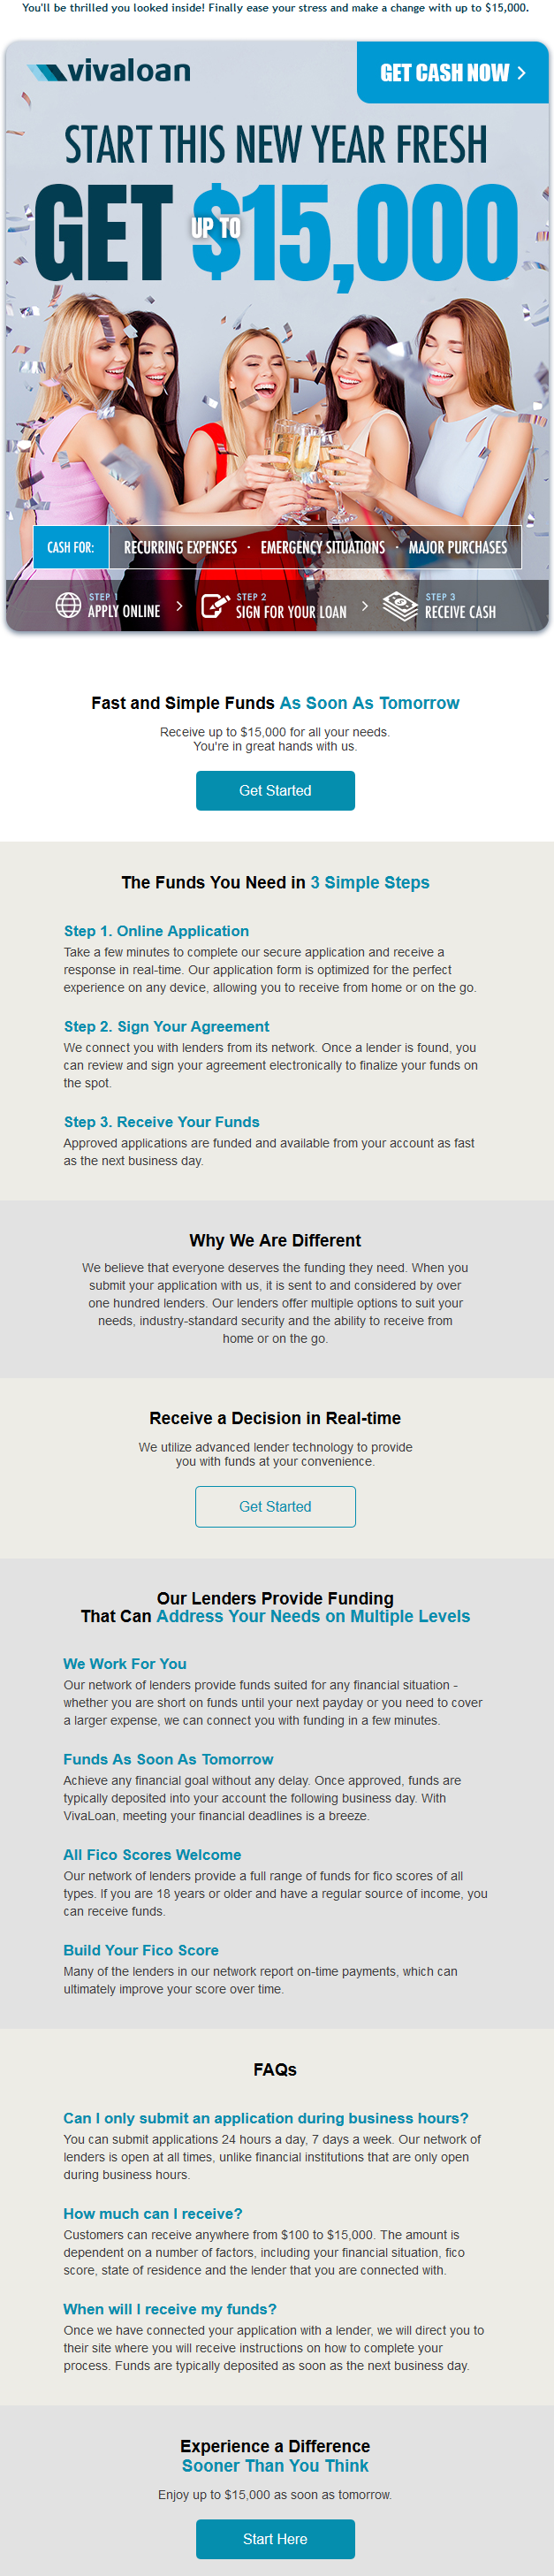 You'll be thrilled you looked inside! Finally ease your stress and make a change with up to $15,000.
vivaloan
GET CASH NOW
START THIS NEW YEAR FRESH
GET UP TO $15,000
CASH FOR: RECURRING EXPENSES · EMERGENCY SITUATIONS · MAJOR PURCHASES
STEP 1
APPLY ONLINE
STEP 2
SIGN FOR YOUR LOAN
STEP 3
RECEIVE CASH
Fast and Simple Funds As Soon As Tomorrow
Receive up to $15,000 for all your needs.
You're in great hands with us.
Get Started
The Funds You Need in 3 Simple Steps
Step 1. Online Application
Take a few minutes to complete our secure application and receive a
response in real-time. Our application form is optimized for the perfect
experience on any device, allowing you to receive from home or on the go.
Step 2. Sign Your Agreement
We connect you with lenders from its network. Once a lender is found, you
can review and sign your agreement electronically to finalize your funds on
the spot.
Step 3. Receive Your Funds
Approved applications are funded and available from your account as fast
as the next business day.
Why We Are Different
We believe that everyone deserves the funding they need. When you
submit your application with us, it is sent to and considered by over
one hundred lenders. Our lenders offer multiple options to suit your
needs, industry-standard security and the ability to receive from
home or on the go.
Receive a Decision in Real-time
We utilize advanced lender technology to provide
you with funds at your convenience.
Get Started
Our Lenders Provide Funding
That Can Address Your Needs on Multiple Levels
We Work For You
Our network of lenders provide funds suited for any financial situation -
whether you are short on funds until your next payday or you need to cover
a larger expense, we can connect you with funding in a few minutes.
Funds As Soon As Tomorrow
Achieve any financial goal without any delay. Once approved, funds are
typically deposited into your account the following business day. With
VivaLoan, meeting your financial deadlines is a breeze.
All Fico Scores Welcome
Our network of lenders provide a full range of funds for fico scores of all
types. If you are 18 years or older and have a regular source of income, you
can receive funds.
Build Your Fico Score
Many of the lenders in our network report on-time payments, which can
ultimately improve your score over time.
FAQs
Can I only submit an application during business hours?
You can submit applications 24 hours a day, 7 days a week. Our network of
lenders is open at all times, unlike financial institutions that are only open
during business hours.
How much can I receive?
Customers can receive anywhere from $100 to $15,000. The amount is
dependent on a number of factors, including your financial situation, fico
score, state of residence and the lender that you are connected with.
When will I receive my funds?
Once we have connected your application with a lender, we will direct you to
their site where you will receive instructions on how to complete your
process. Funds are typically deposited as soon as the next business day.
Experience a Difference
Sooner Than You Think
Enjoy up to $15,000 as soon as tomorrow.
Start Here